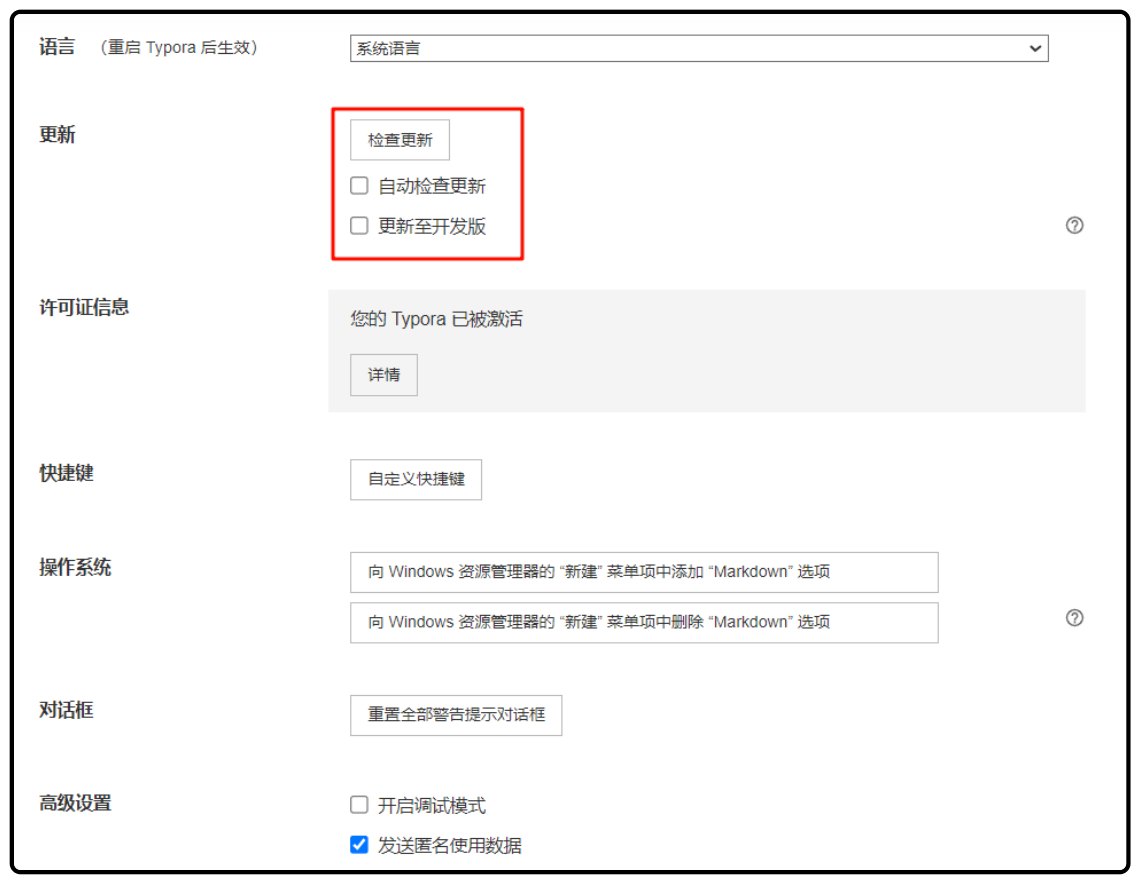 语言 （重启 Typora 后生效） 系统语言
更新 检查更新
自动检查更新
更新至开发版
许可证信息 您的 Typora 已被激活
详情
快捷键 自定义快捷键
操作系统 向 Windows 资源管理器的 “新建” 菜单项中添加 “Markdown” 选项
向 Windows 资源管理器的 “新建” 菜单项中删除 “Markdown” 选项
对话框 重置全部警告提示对话框
高级设置 开启调试模式
发送匿名使用数据